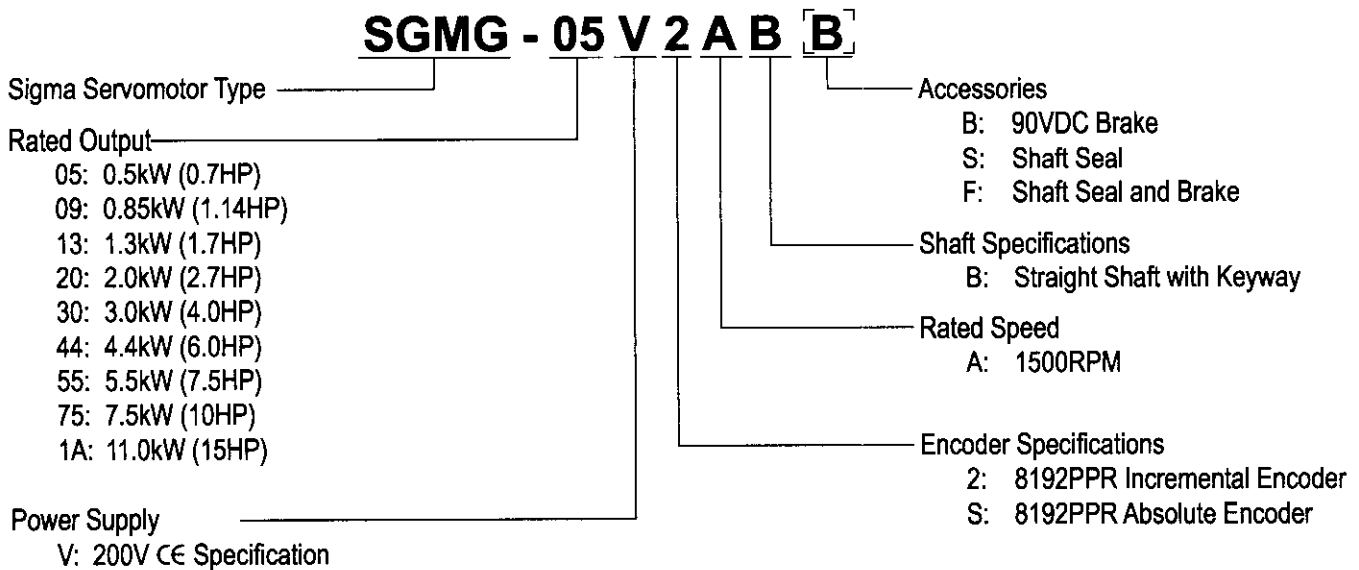 SGMG - 05 V 2 A B B
Sigma Servomotor Type
Rated Output
05: 0.5kW (0.7HP)
09: 0.85kW (1.14HP)
13: 1.3kW (1.7HP)
20: 2.0kW (2.7HP)
30: 3.0kW (4.0HP)
44: 4.4kW (6.0HP)
55: 5.5kW (7.5HP)
75: 7.5kW (10HP)
1A: 11.0kW (15HP)
Power Supply
V: 200V CE Specification
Accessories
B: 90VDC Brake
S: Shaft Seal
F: Shaft Seal and Brake
Shaft Specifications
B: Straight Shaft with Keyway
Rated Speed
A: 1500RPM
Encoder Specifications
2: 8192PPR Incremental Encoder
S: 8192PPR Absolute Encoder